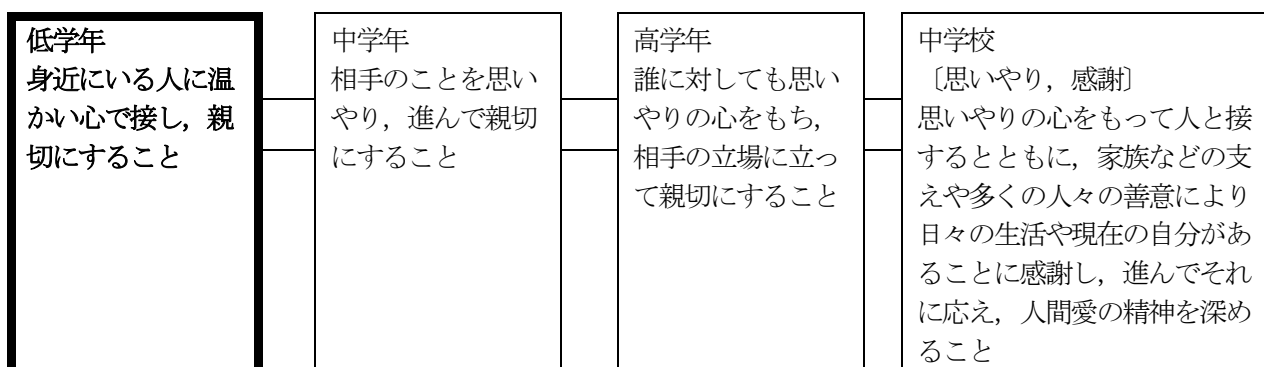 低学年
身近にいる人に温
かい心で接し，親
切にすること
中学年
相手のことを思い
やり，進んで親切
にすること
高学年
誰に対しても思い
やりの心をもち，
相手の立場に立っ
て親切にすること
中学校
〔思いやり，感謝〕
思いやりの心をもって人と接
するとともに，家族などの支
えや多くの人々の善意により
日々の生活や現在の自分があ
ることに感謝し，進んでそれ
に応え，人間愛の精神を深め
ること